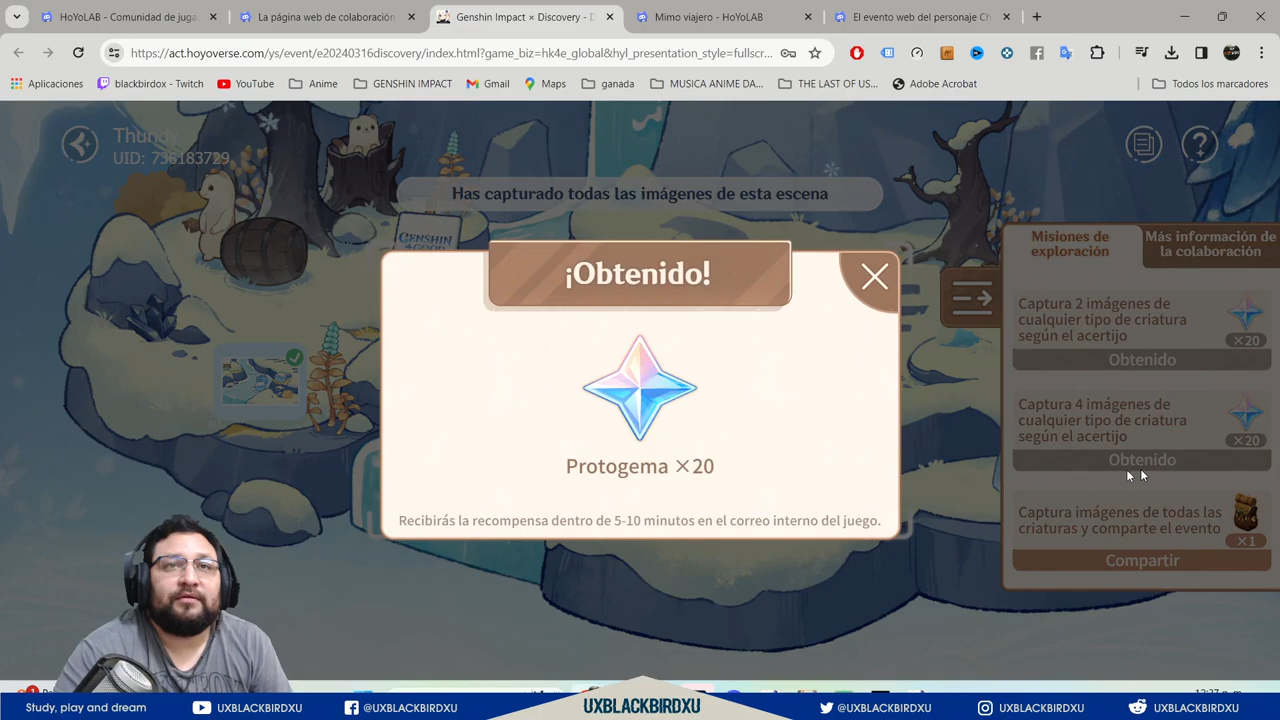 HoYoLAB - Comunidad de juga
La página web de colaboración
Genshin Impact × Discovery - D
Mimo viajero - HoYoLAB
El evento web del personaje Ch
https://act.hoyoverse.com/ys/event/e20240316discovery/index.html?game_biz=hk4e_global&hyl_presentation_style=fullscr...
Aplicaciones
blackbirdox - Twitch
YouTube
Anime
GENSHIN IMPACT
Gmail
Maps
ganada
MUSICA ANIME DA...
THE LAST OF US...
Adobe Acrobat
Todos los marcadores
Thundy
UID: 736183729
Has capturado todas las imágenes de esta escena
GENSHIN
¡Obtenido!
Protogema ×20
Recibirás la recompensa dentro de 5-10 minutos en el correo interno del juego.
Misiones de
exploración
Más información de
la colaboración
Captura 2 imágenes de
cualquier tipo de criatura
según el acertijo
×20
Obtenido
Captura 4 imágenes de
cualquier tipo de criatura
según el acertijo
×20
Obtenido
Captura imágenes de todas las
criaturas y comparte el evento
×1
Compartir
Study, play and dream
UXBLACKBIRDXU
@UXBLACKBIRDXU
UXBLACKBIRDXU
@UXBLACKBIRDXU
UXBLACKBIRDXU
@UXBLACKBIRDXU